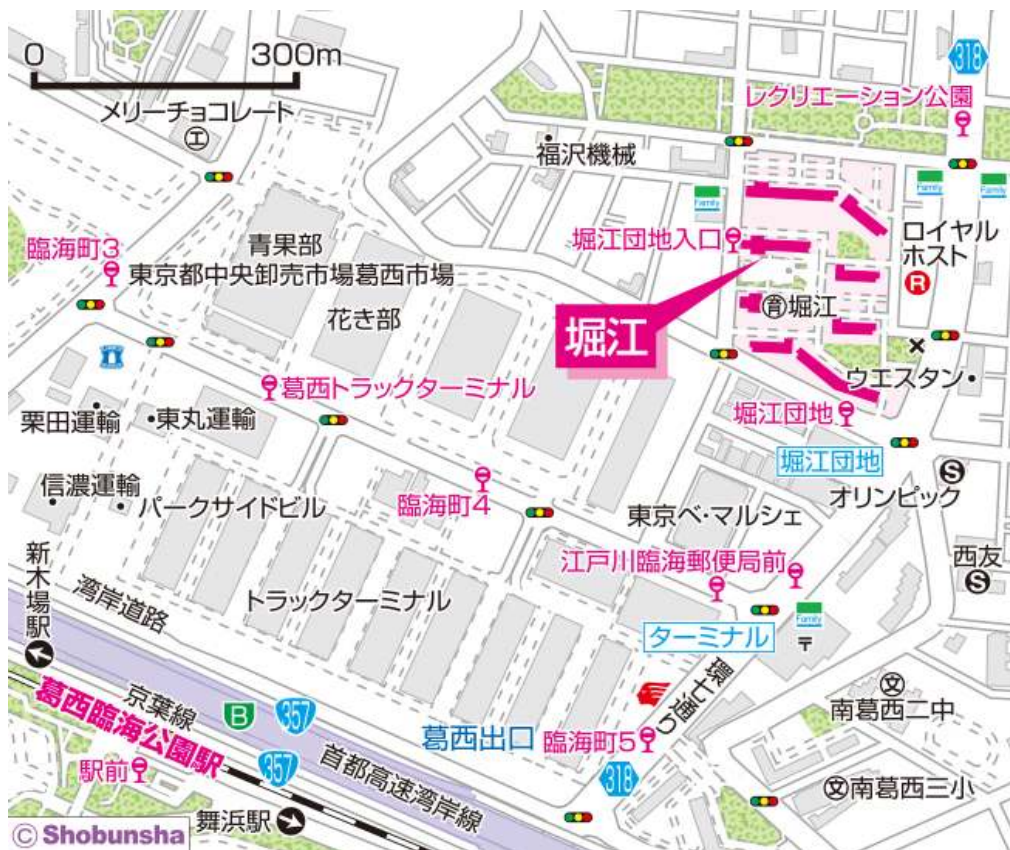 0 300m
318
メリーチョコレート
工
レクリエーション公園
福沢機械
Family
Family
Family
臨海町3
青果部
東京都中央卸売市場葛西市場
花き部
堀江団地入口
ロイヤル
ホスト
R
堀江
育堀江
ウエスタン
葛西トラックターミナル
栗田運輸
東丸運輸
堀江団地
堀江団地
信濃運輸
パークサイドビル
臨海町4
オリンピック
S
東京ベ・マルシェ
西友
S
新木場駅
湾岸道路
トラックターミナル
江戸川臨海郵便局前
Family
〒
ターミナル
環七通り
文
南葛西二中
京葉線
B
357
葛西臨海公園駅
357
葛西出口
臨海町5
318
駅前
首都高速湾岸線
文南葛西三小
舞浜駅
© Shobunsha